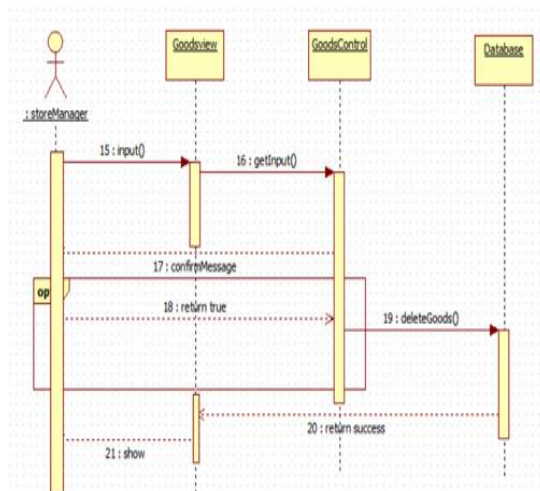 Goodsview
GoodsControl
Database
: storeManager
15 : input()
16 : getInput()
17 : confirmMessage
op
18 : return true
19 : deleteGoods()
20 : return success
21 : show